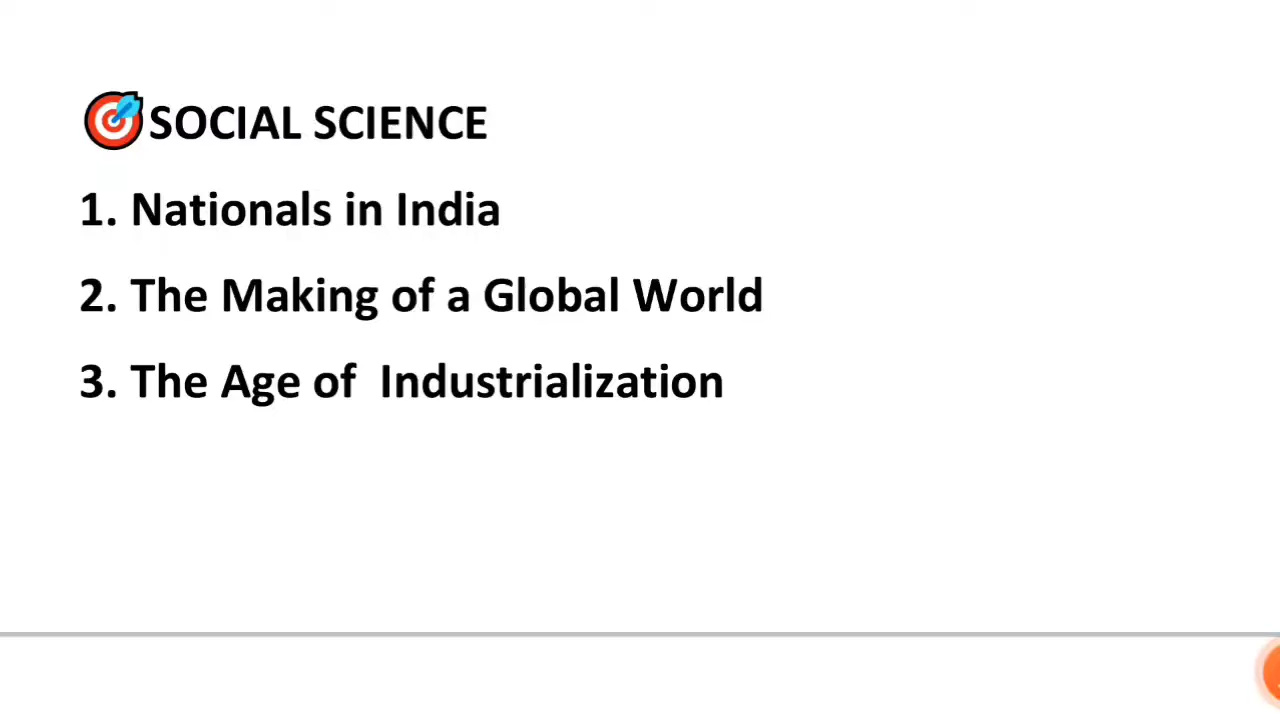 SOCIAL SCIENCE
1. Nationals in India
2. The Making of a Global World
3. The Age of  Industrialization